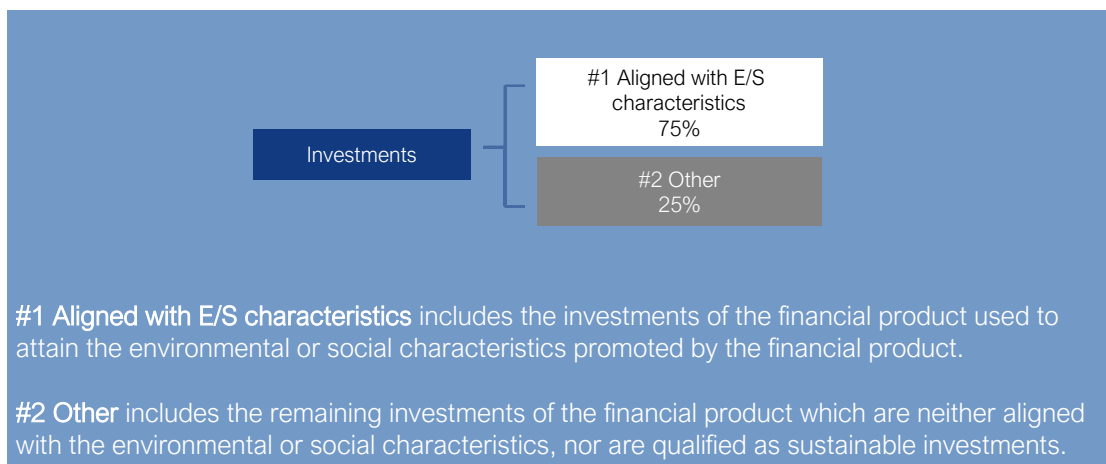 #1 Aligned with E/S
characteristics
75%
Investments
#2 Other
25%
#1 Aligned with E/S characteristics includes the investments of the financial product used to
attain the environmental or social characteristics promoted by the financial product.
#2 Other includes the remaining investments of the financial product which are neither aligned
with the environmental or social characteristics, nor are qualified as sustainable investments.